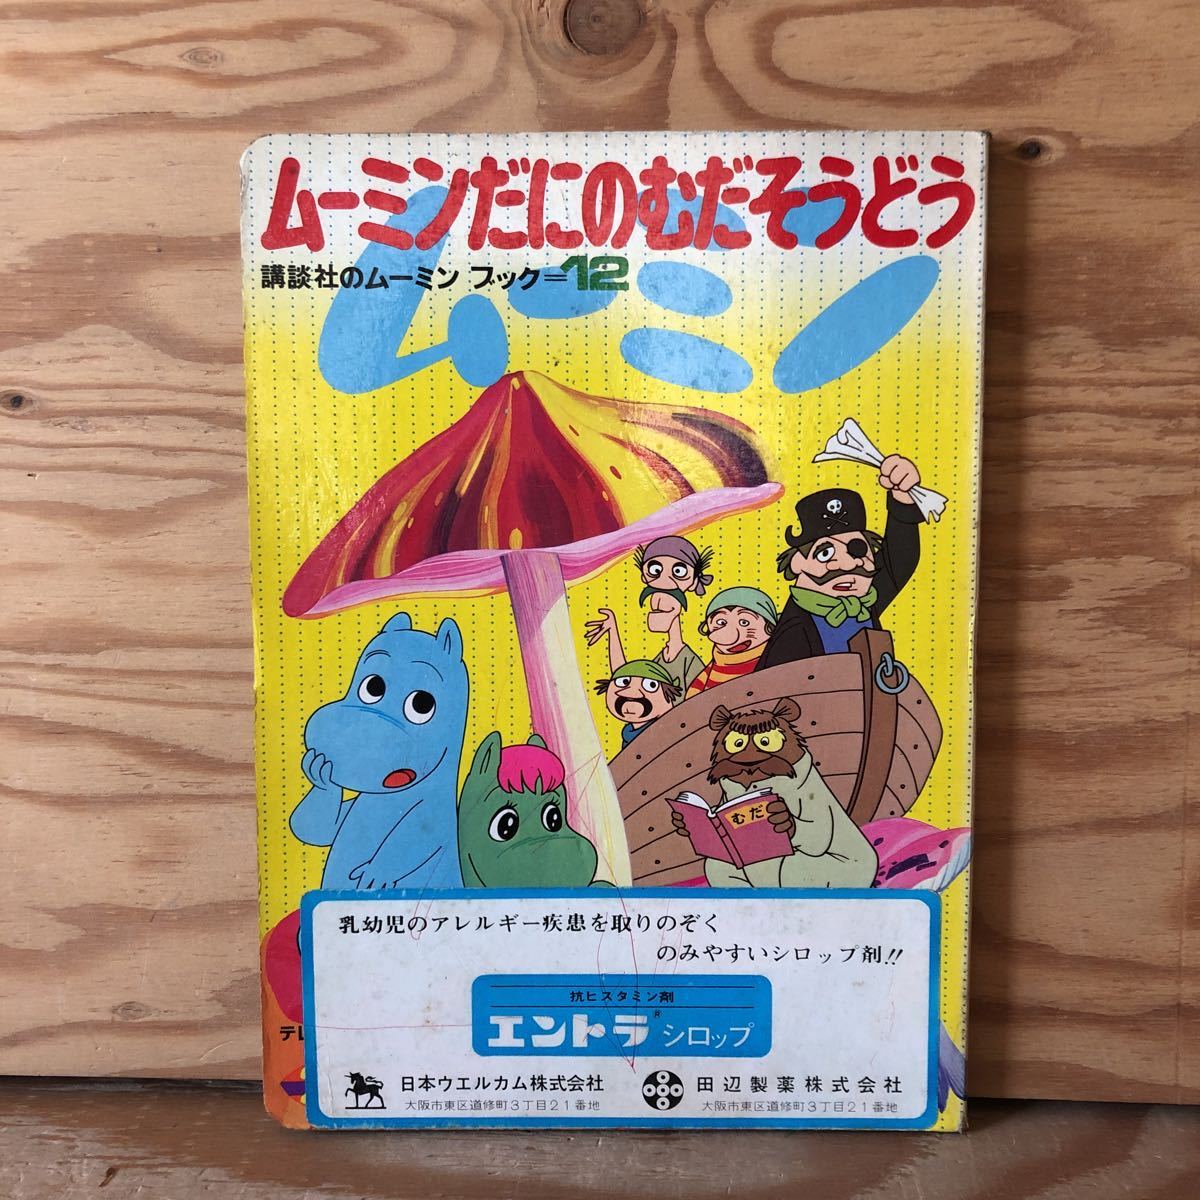 ムーミンだにのむだそうどう
講談社のムーミン ブック=12
ムーミン
むだ
テレ
乳幼児のアレルギー疾患を取りのぞく
のみやすいシロップ剤!!
抗ヒスタミン剤
エントラ® シロップ
日本ウエルカム株式会社
大阪市東区道修町3丁目21番地
田辺製薬株式会社
大阪市東区道修町3丁目21番地